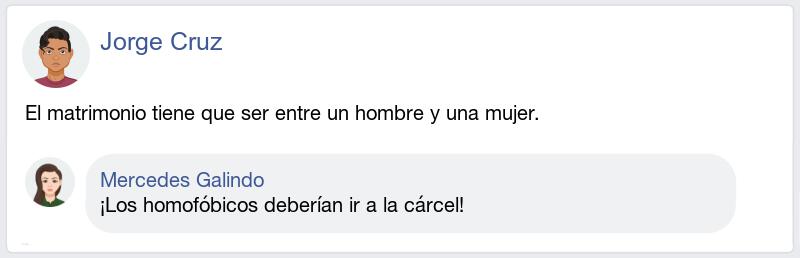 Jorge Cruz
El matrimonio tiene que ser entre un hombre y una mujer.
Mercedes Galindo
¡Los homofóbicos deberían ir a la cárcel!